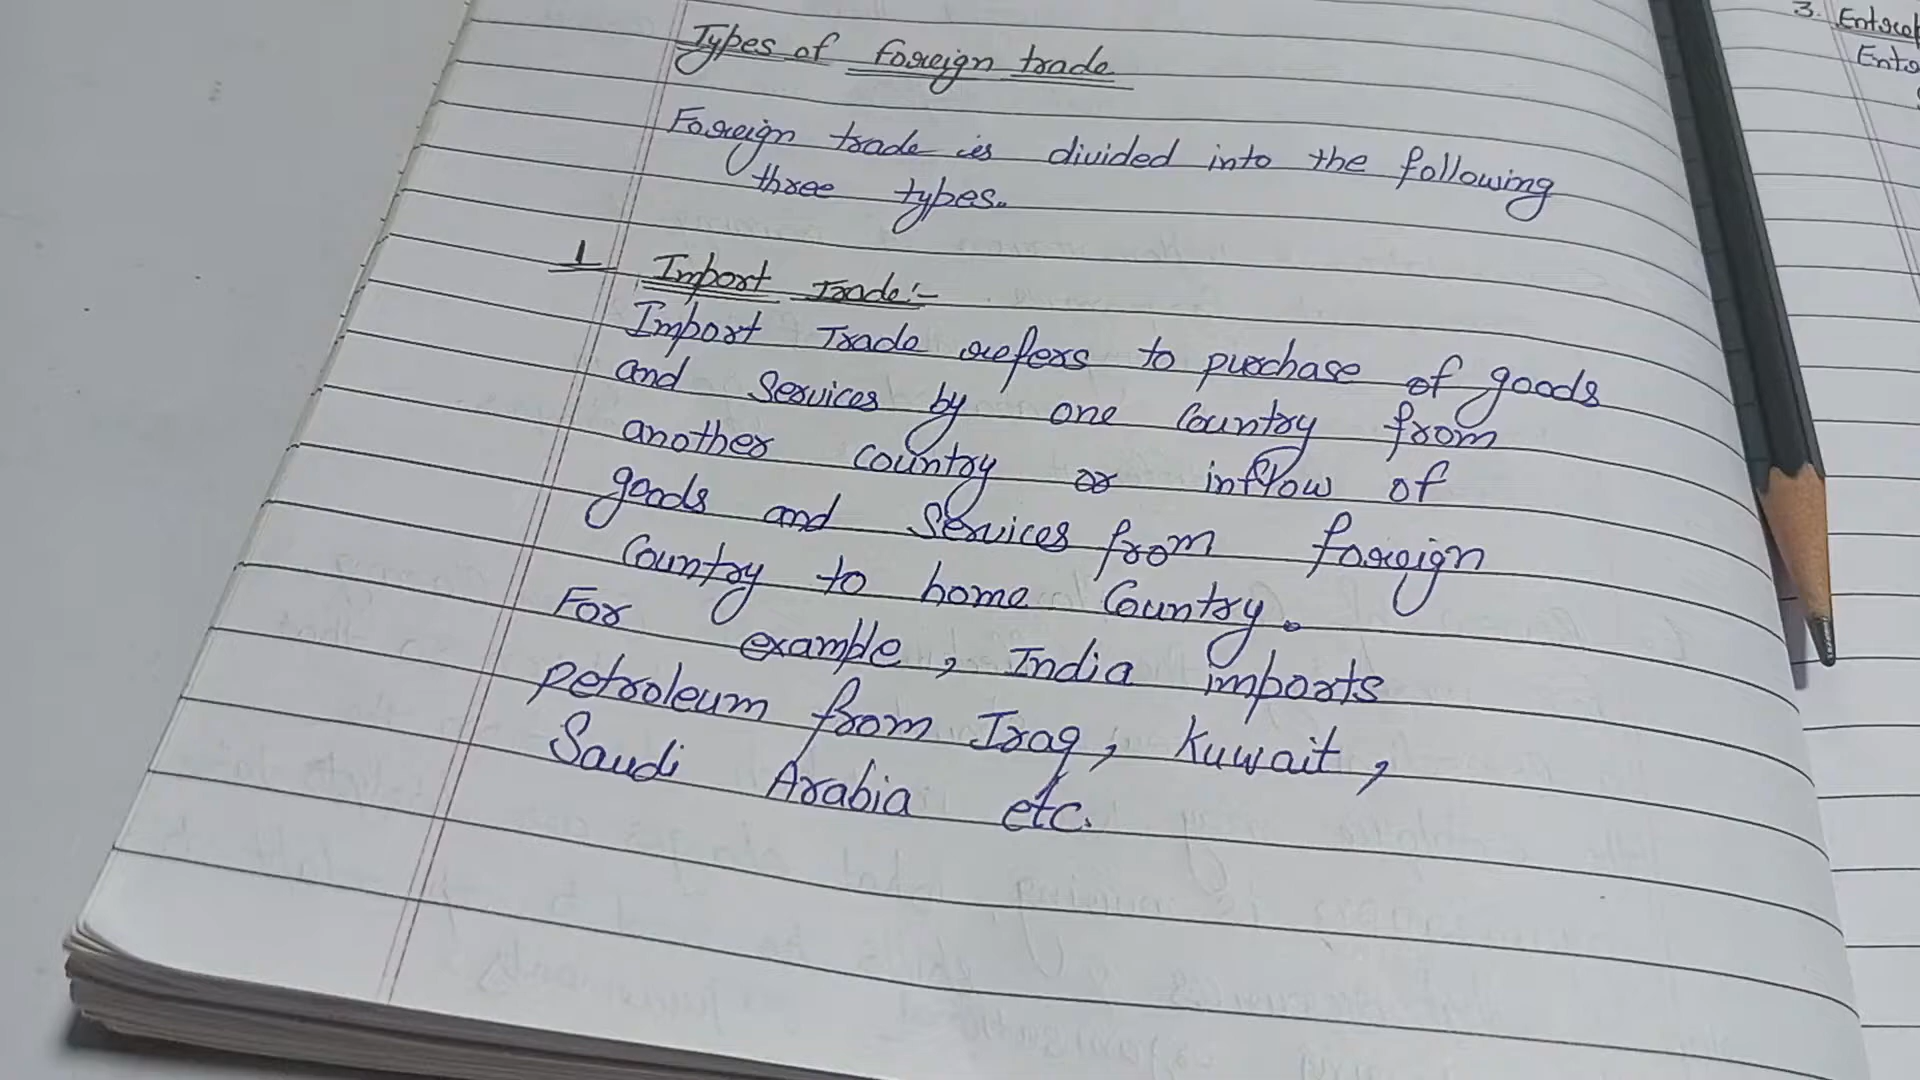 Types of foreign trade
Foreign trade is divided into the following
three types.
1 Import Trade:-
Import Trade refers to purchase of goods
and Services by one Country from
another country or inflow of
goods and Services from foreign
Country to home Country.
For example, India imports
petroleum from Iraq, Kuwait,
Saudi Arabia etc.
3.